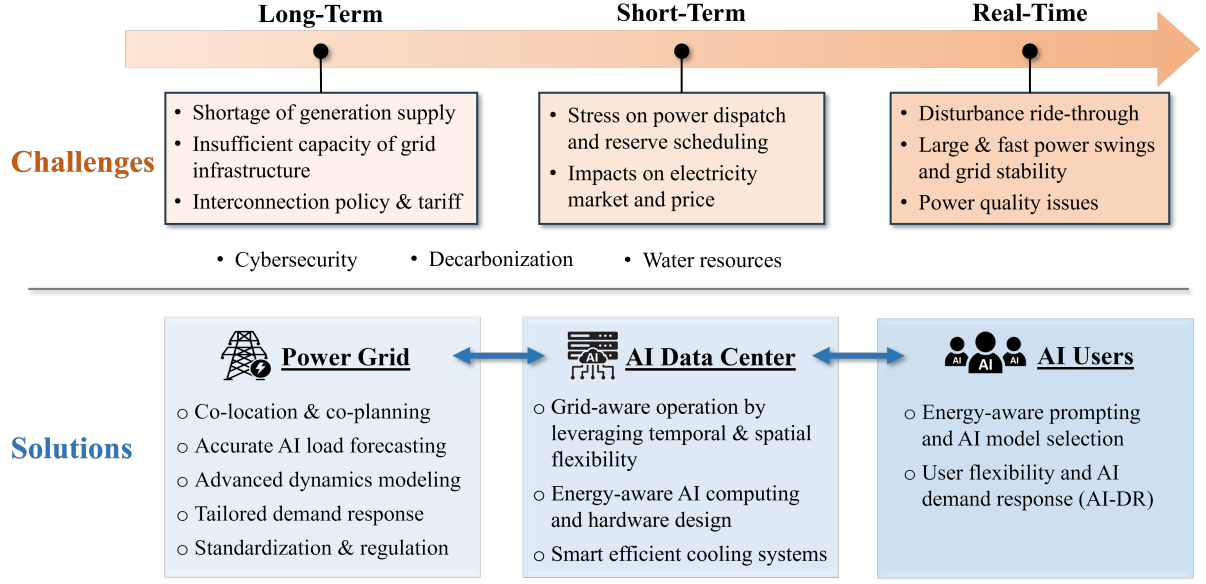 Long-Term
Short-Term
Real-Time
Challenges
• Shortage of generation supply
• Insufficient capacity of grid
infrastructure
• Interconnection policy & tariff
• Stress on power dispatch
and reserve scheduling
• Impacts on electricity
market and price
• Disturbance ride-through
• Large & fast power swings
and grid stability
• Power quality issues
• Cybersecurity
• Decarbonization
• Water resources
Solutions
Power Grid
○ Co-location & co-planning
○ Accurate AI load forecasting
○ Advanced dynamics modeling
○ Tailored demand response
○ Standardization & regulation
AI
AI Data Center
○ Grid-aware operation by
leveraging temporal & spatial
flexibility
○ Energy-aware AI computing
and hardware design
○ Smart efficient cooling systems
AI AI AI
AI Users
○ Energy-aware prompting
and AI model selection
○ User flexibility and AI
demand response (AI-DR)